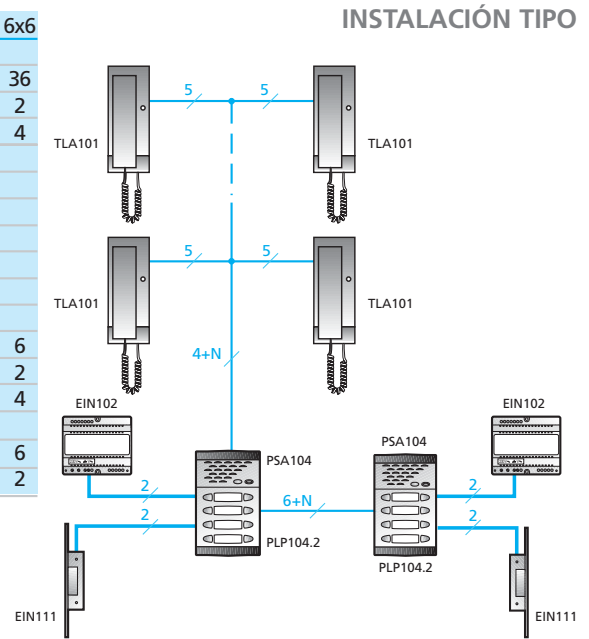 6x6
36
2
4
6
2
4
6
2
INSTALACIÓN TIPO
5
5
TLA101
TLA101
5
5
TLA101
TLA101
4+N
EIN102
EIN102
PSA104
PSA104
2
6+N
2
2
2
PLP104.2
PLP104.2
EIN111
EIN111